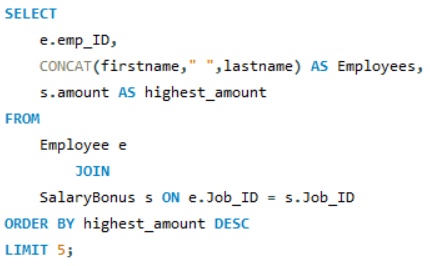 SELECT
e.emp_ID,
CONCAT(firstname," ",lastname) AS Employees,
s.amount AS highest_amount
FROM
Employee e
JOIN
SalaryBonus s ON e.Job_ID = s.Job_ID
ORDER BY highest_amount DESC
LIMIT 5;